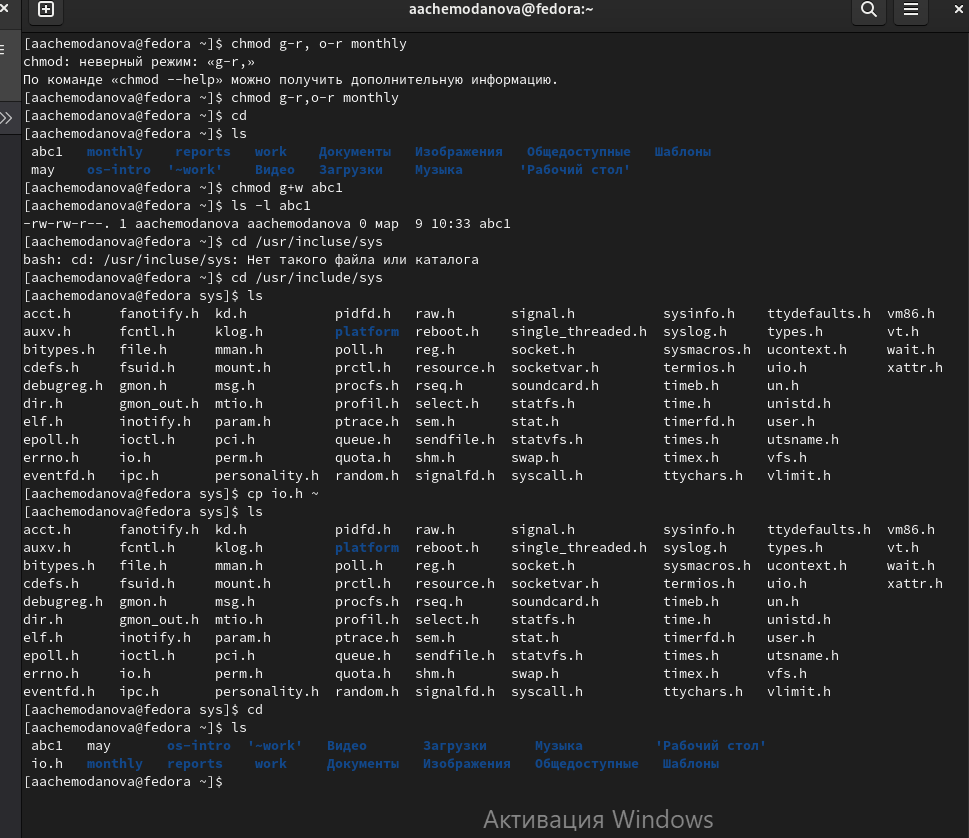 aachemodanova@fedora:~
[aachemodanova@fedora ~]$ chmod g-r, o-r monthly
chmod: неверный режим: «g-r,»
По команде «chmod --help» можно получить дополнительную информацию.
[aachemodanova@fedora ~]$ chmod g-r,o-r monthly
[aachemodanova@fedora ~]$ cd
[aachemodanova@fedora ~]$ ls
abc1 monthly reports work Документы Изображения Общедоступные Шаблоны
may os-intro '~work' Видео Загрузки Музыка 'Рабочий стол'
[aachemodanova@fedora ~]$ chmod g+w abc1
[aachemodanova@fedora ~]$ ls -l abc1
-rw-rw-r--. 1 aachemodanova aachemodanova 0 мар  9 10:33 abc1
[aachemodanova@fedora ~]$ cd /usr/incluse/sys
bash: cd: /usr/incluse/sys: Нет такого файла или каталога
[aachemodanova@fedora ~]$ cd /usr/include/sys
[aachemodanova@fedora sys]$ ls
acct.h fanotify.h kd.h pidfd.h raw.h signal.h sysinfo.h ttydefaults.h vm86.h
auxv.h fcntl.h klog.h platform reboot.h single_threaded.h syslog.h types.h vt.h
bitypes.h file.h mman.h poll.h reg.h socket.h sysmacros.h ucontext.h wait.h
cdefs.h fsuid.h mount.h prctl.h resource.h socketvar.h termios.h uio.h xattr.h
debugreg.h gmon.h msg.h procfs.h rseq.h soundcard.h timeb.h un.h
dir.h gmon_out.h mtio.h profil.h select.h statfs.h time.h unistd.h
elf.h inotify.h param.h ptrace.h sem.h stat.h timerfd.h user.h
epoll.h ioctl.h pci.h queue.h sendfile.h statvfs.h times.h utsname.h
errno.h io.h perm.h quota.h shm.h swap.h timex.h vfs.h
eventfd.h ipc.h personality.h random.h signalfd.h syscall.h ttychars.h vlimit.h
[aachemodanova@fedora sys]$ cp io.h ~
[aachemodanova@fedora sys]$ ls
acct.h fanotify.h kd.h pidfd.h raw.h signal.h sysinfo.h ttydefaults.h vm86.h
auxv.h fcntl.h klog.h platform reboot.h single_threaded.h syslog.h types.h vt.h
bitypes.h file.h mman.h poll.h reg.h socket.h sysmacros.h ucontext.h wait.h
cdefs.h fsuid.h mount.h prctl.h resource.h socketvar.h termios.h uio.h xattr.h
debugreg.h gmon.h msg.h procfs.h rseq.h soundcard.h timeb.h un.h
dir.h gmon_out.h mtio.h profil.h select.h statfs.h time.h unistd.h
elf.h inotify.h param.h ptrace.h sem.h stat.h timerfd.h user.h
epoll.h ioctl.h pci.h queue.h sendfile.h statvfs.h times.h utsname.h
errno.h io.h perm.h quota.h shm.h swap.h timex.h vfs.h
eventfd.h ipc.h personality.h random.h signalfd.h syscall.h ttychars.h vlimit.h
[aachemodanova@fedora sys]$ cd
[aachemodanova@fedora ~]$ ls
abc1 may os-intro '~work' Видео Загрузки Музыка 'Рабочий стол'
io.h monthly reports work Документы Изображения Общедоступные Шаблоны
[aachemodanova@fedora ~]$
Активация Windows